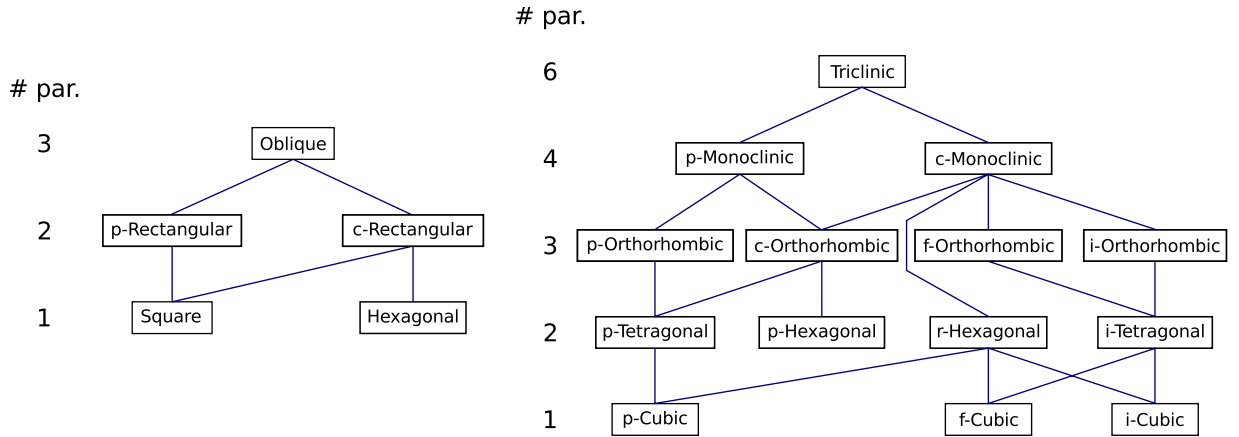 # par.
3
Oblique
2
p-Rectangular
c-Rectangular
1
Square
Hexagonal
# par.
6
Triclinic
4
p-Monoclinic
c-Monoclinic
3
p-Orthorhombic
c-Orthorhombic
f-Orthorhombic
i-Orthorhombic
2
p-Tetragonal
p-Hexagonal
r-Hexagonal
i-Tetragonal
1
p-Cubic
f-Cubic
i-Cubic